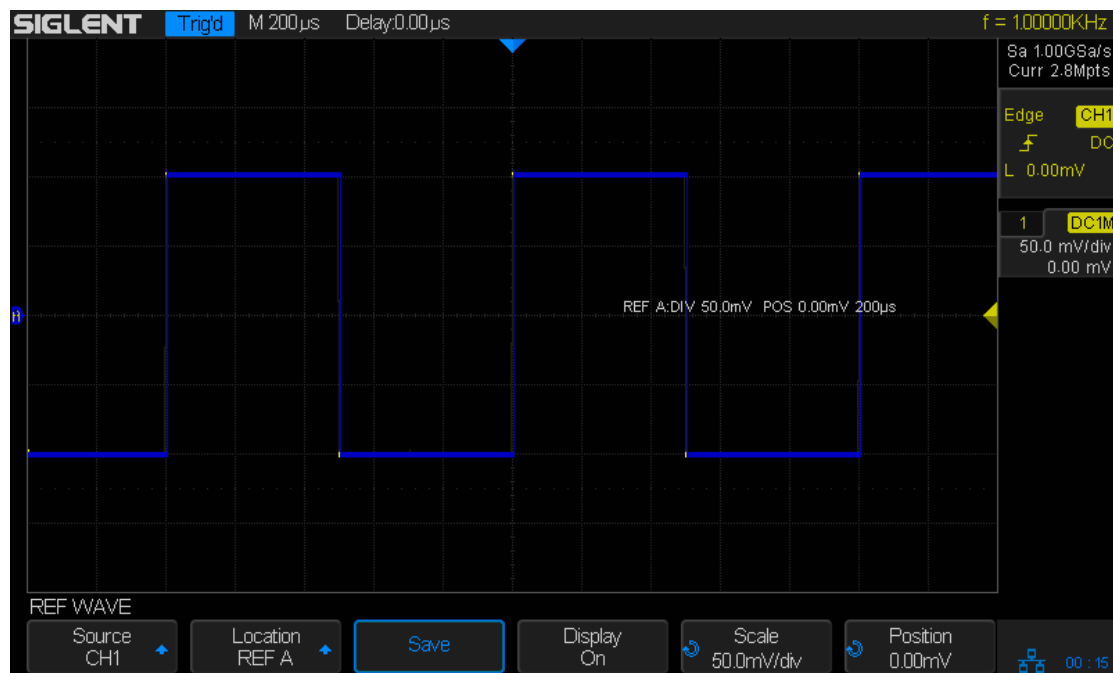 SIGLENT Trig'd M 200µs Delay:0.00µs f = 1.00000KHz
Sa 1.00GSa/s
Curr 2.8Mpts
Edge CH1
DC
L 0.00mV
1 DC1M
50.0 mV/div
0.00 mV
REF A:DIV 50.0mV POS 0.00mV 200µs
REF WAVE
Source
CH1
Location
REF A
Save
Display
On
Scale
50.0mV/div
Position
0.00mV
00 : 15